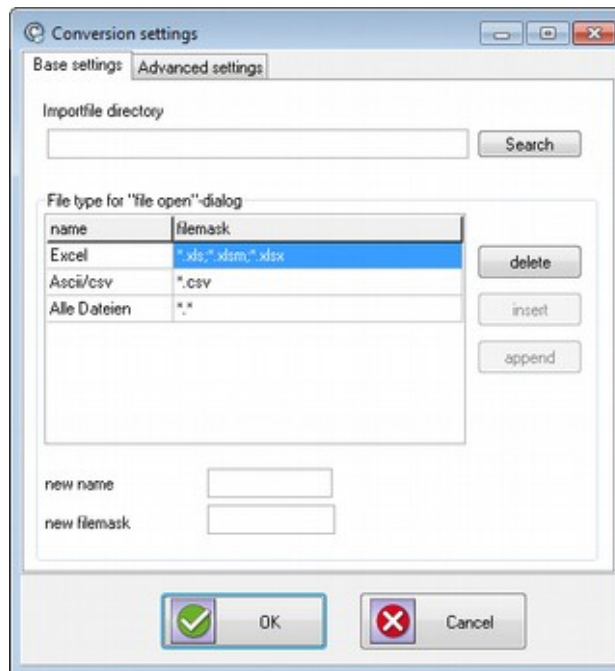 Conversion settings
Base settings Advanced settings
Importfile directory
Search
File type for "file open"-dialog
name filemask
Excel *.xls;*.xlsm;*.xlsx
Ascii/csv *.csv
Alle Dateien *.*
delete
insert
append
new name
new filemask
OK Cancel